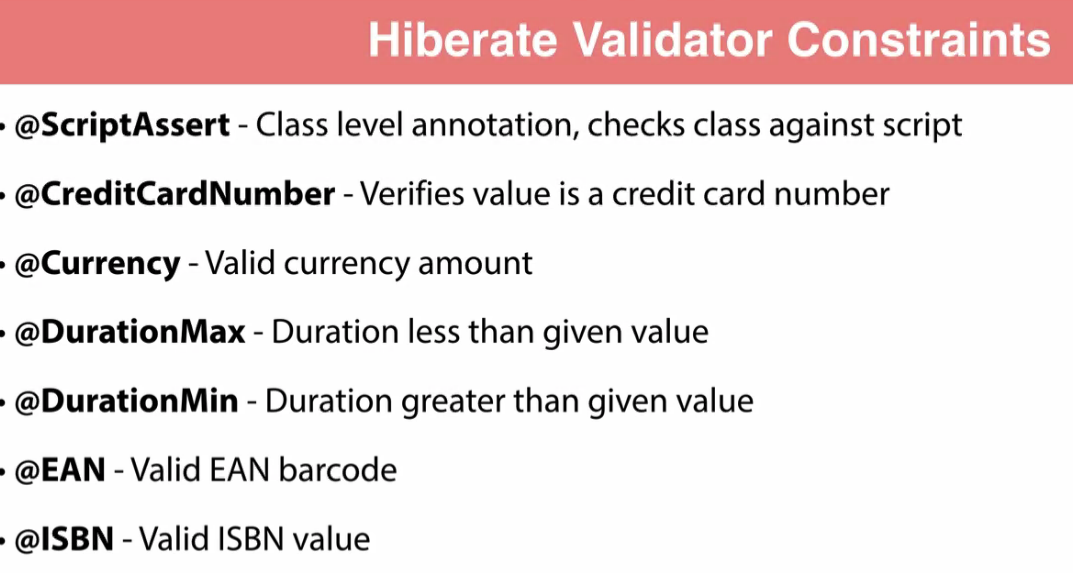 Hiberate Validator Constraints
• @ScriptAssert - Class level annotation, checks class against script
• @CreditCardNumber - Verifies value is a credit card number
• @Currency - Valid currency amount
• @DurationMax - Duration less than given value
• @DurationMin - Duration greater than given value
• @EAN - Valid EAN barcode
• @ISBN - Valid ISBN value